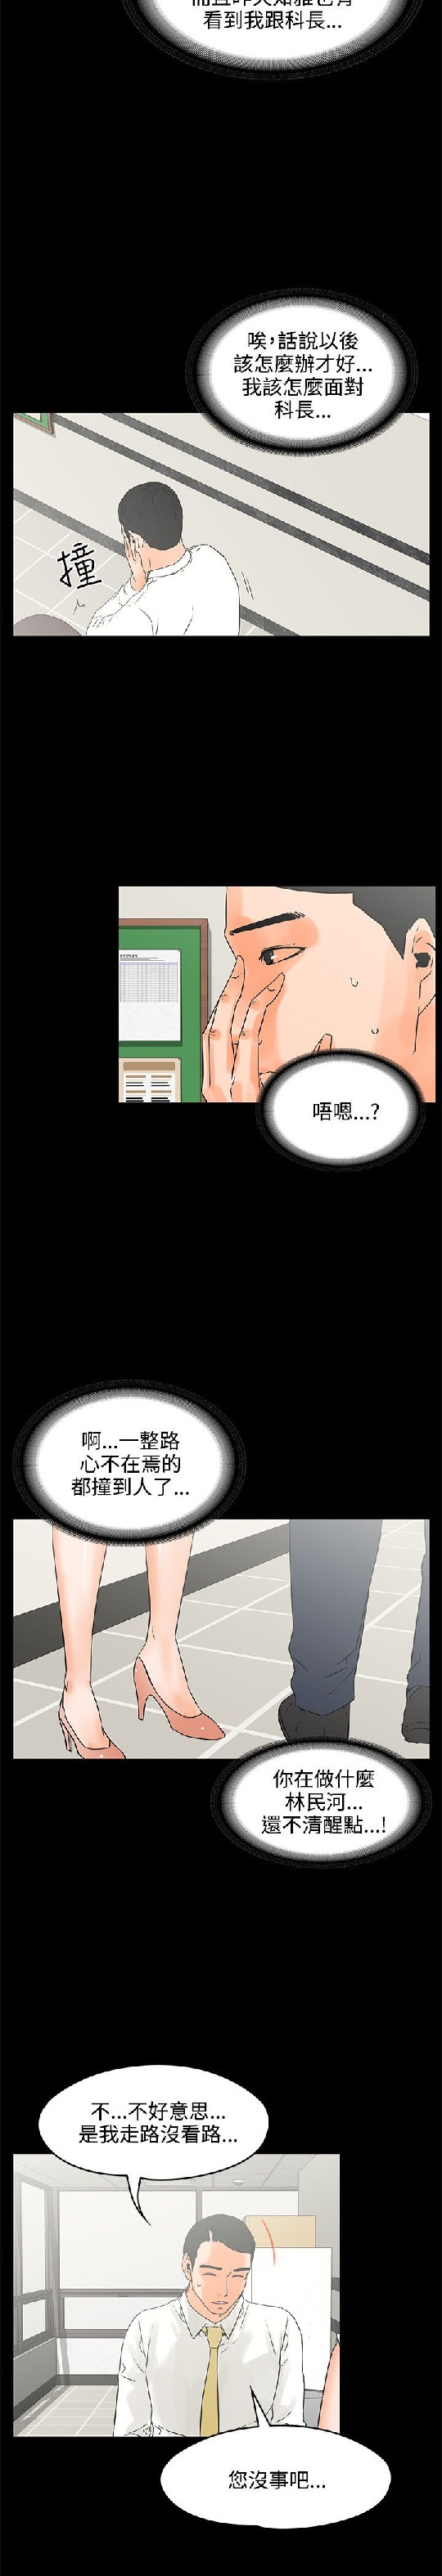 看到我跟科長...
唉,話說以後
該怎麼辦才好...
我該怎麼面對
科長...
撞
唔嗯...?
啊...一整路
心不在焉的
都撞到人了...
你在做什麼
林民河...
還不清醒點...!
不...不好意思...
是我走路沒看路...
您沒事吧...